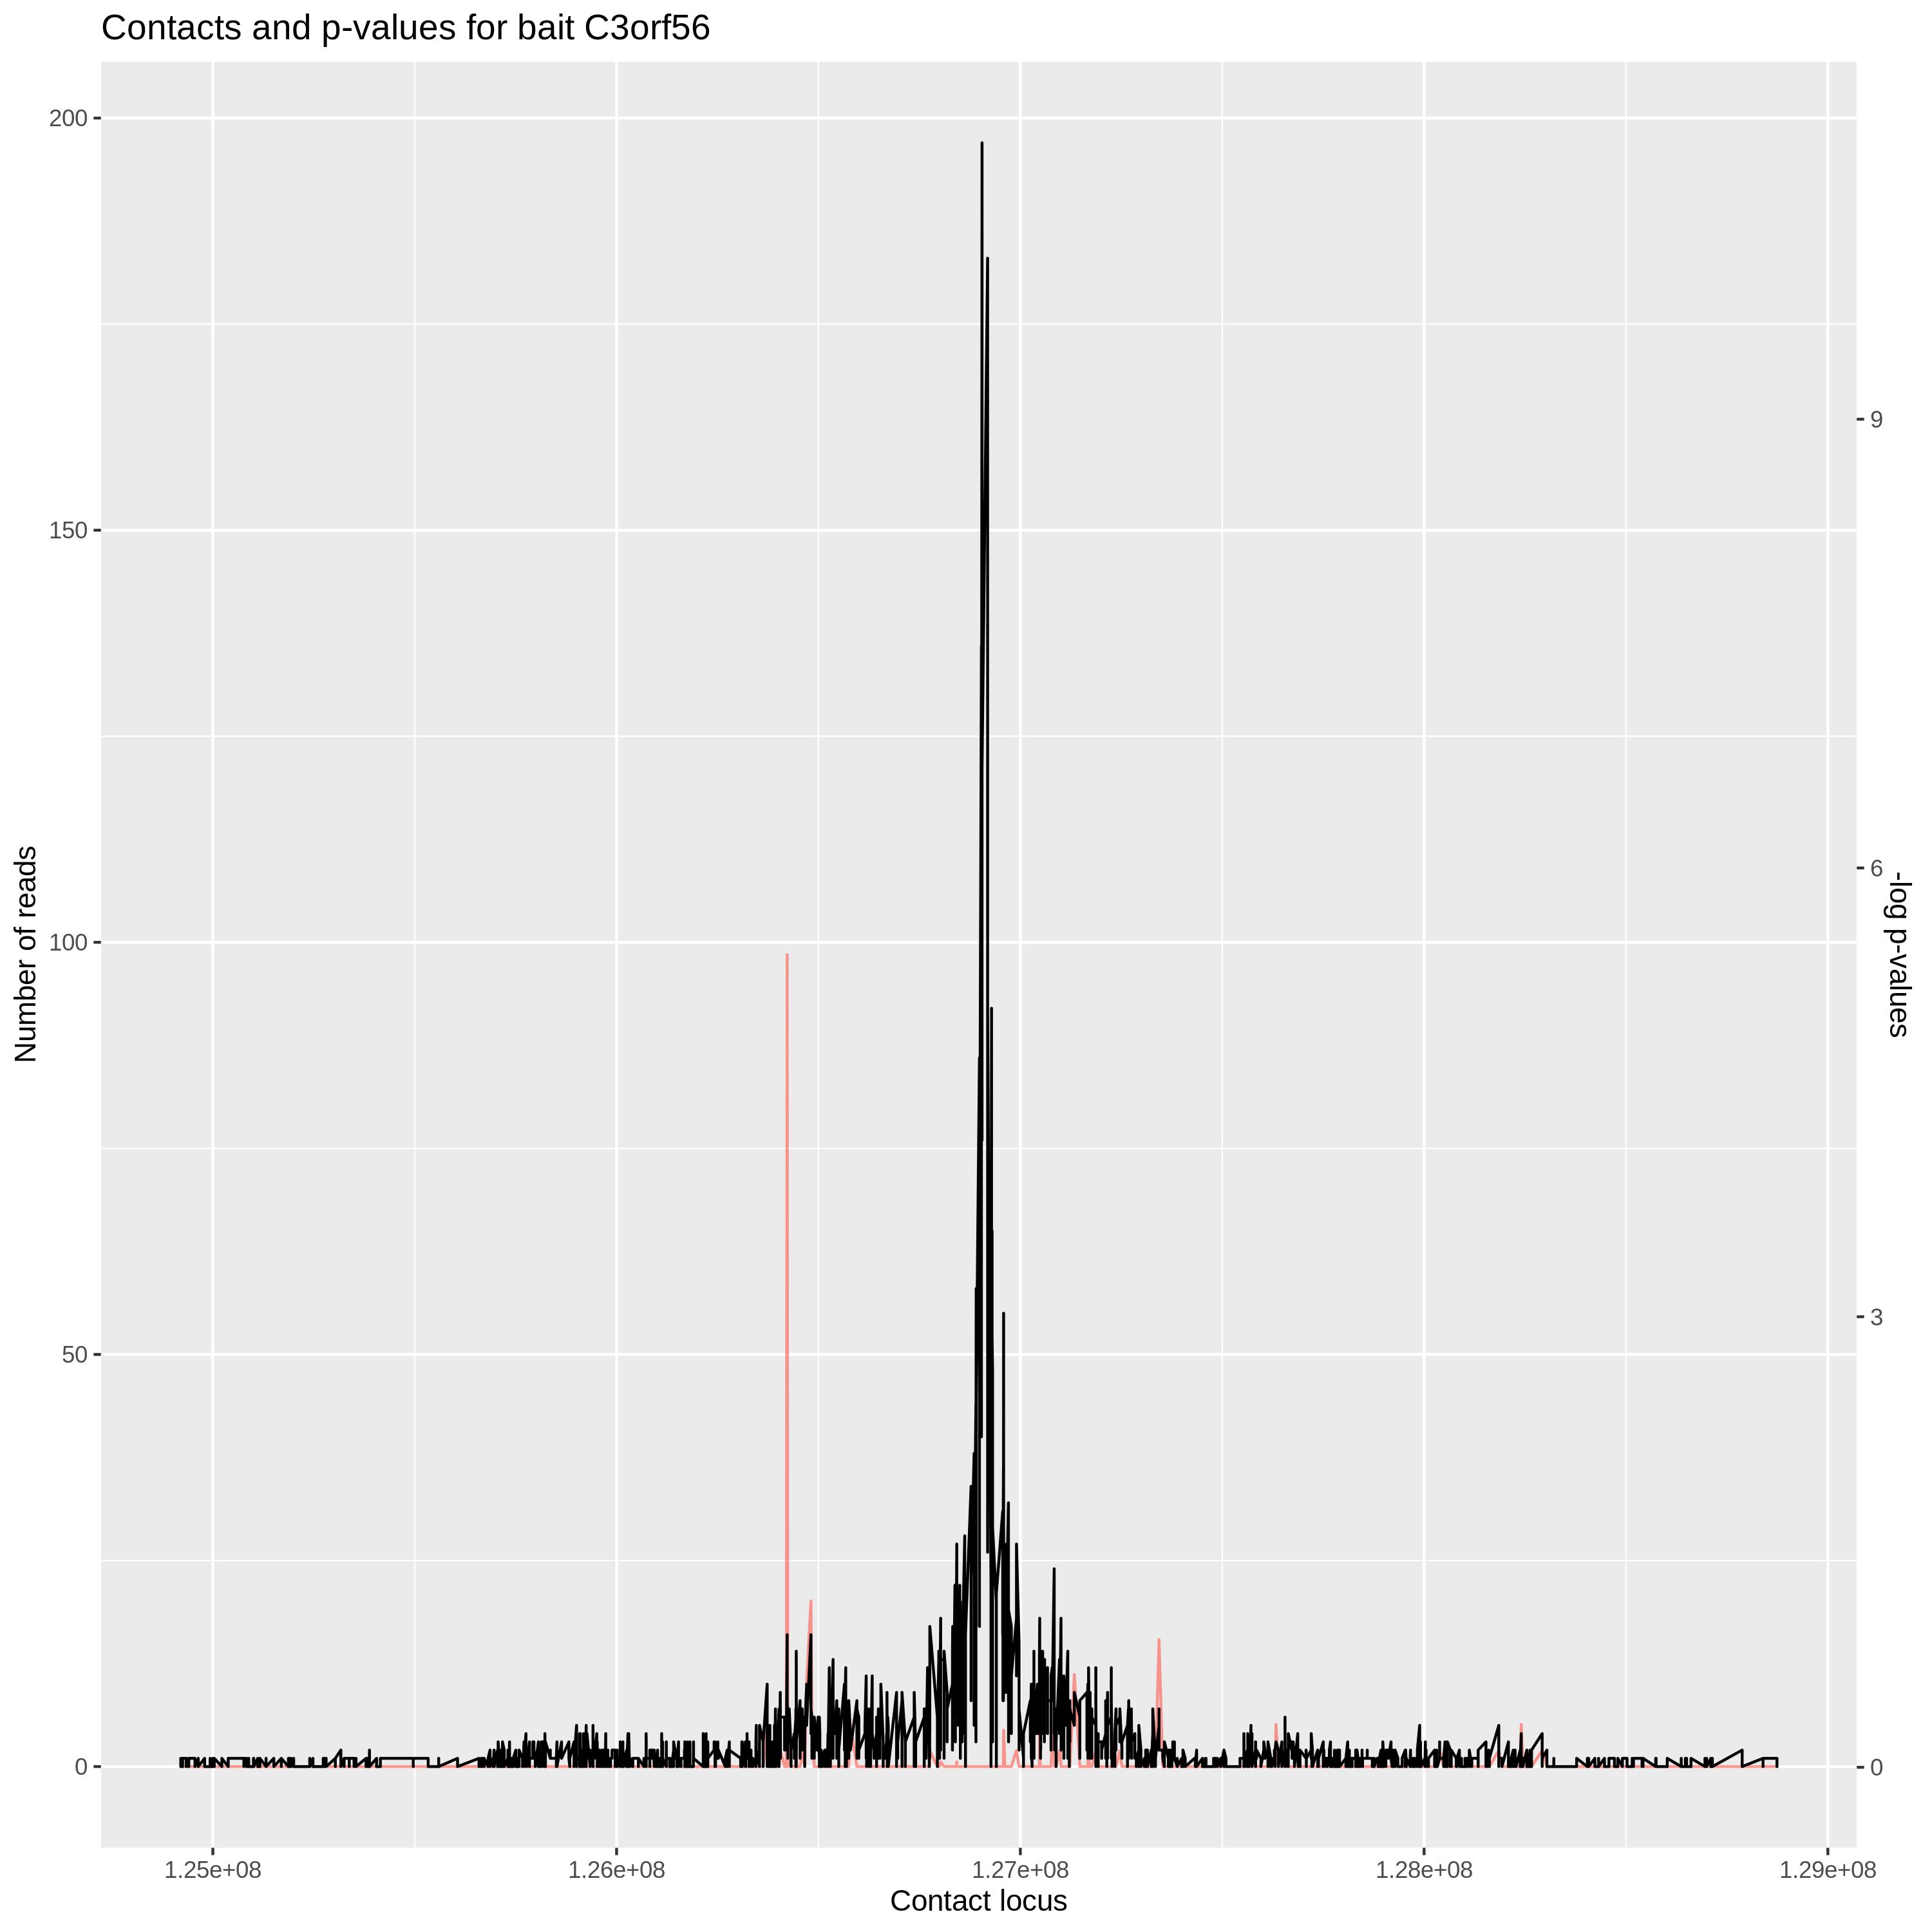 Contacts and p-values for bait C3orf56
200
150
100
50
0
Number of reads
9
6
3
0
-log p-values
1.25e+08
1.26e+08
1.27e+08
1.28e+08
1.29e+08
Contact locus